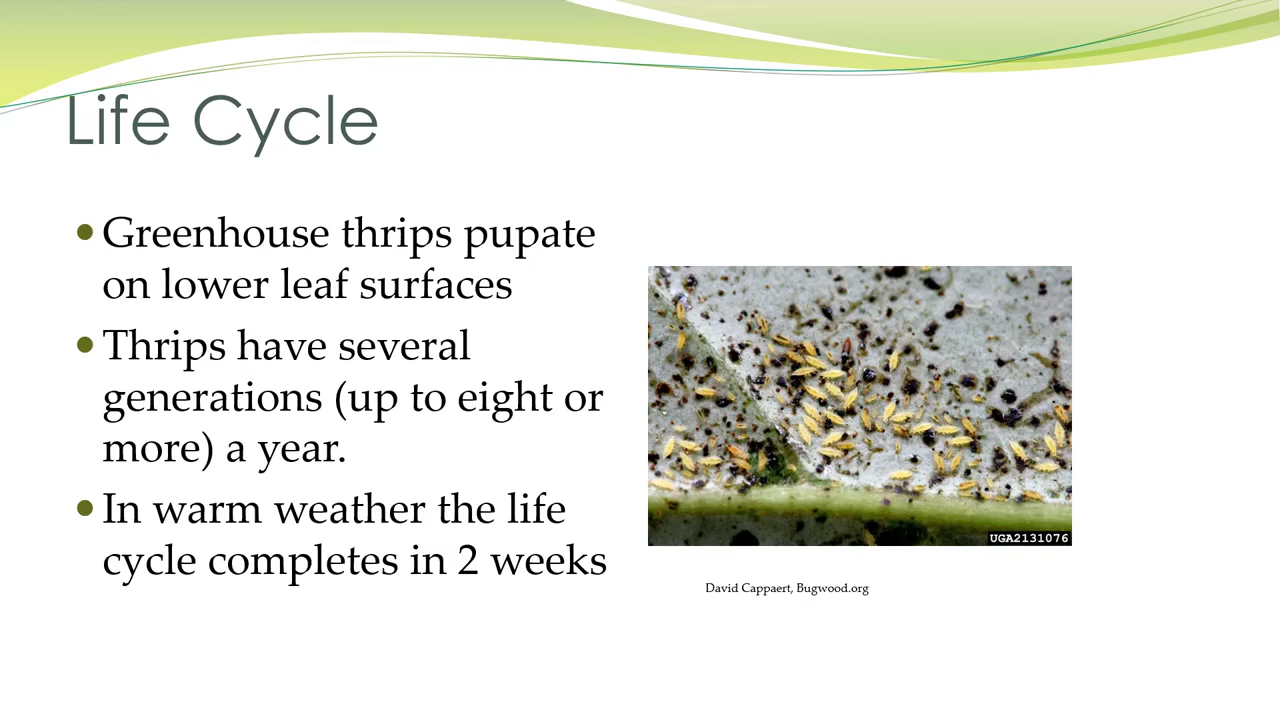 Life Cycle
Greenhouse thrips pupate
on lower leaf surfaces
Thrips have several
generations (up to eight or
more) a year.
In warm weather the life
cycle completes in 2 weeks
UGA2131076
David Cappaert, Bugwood.org